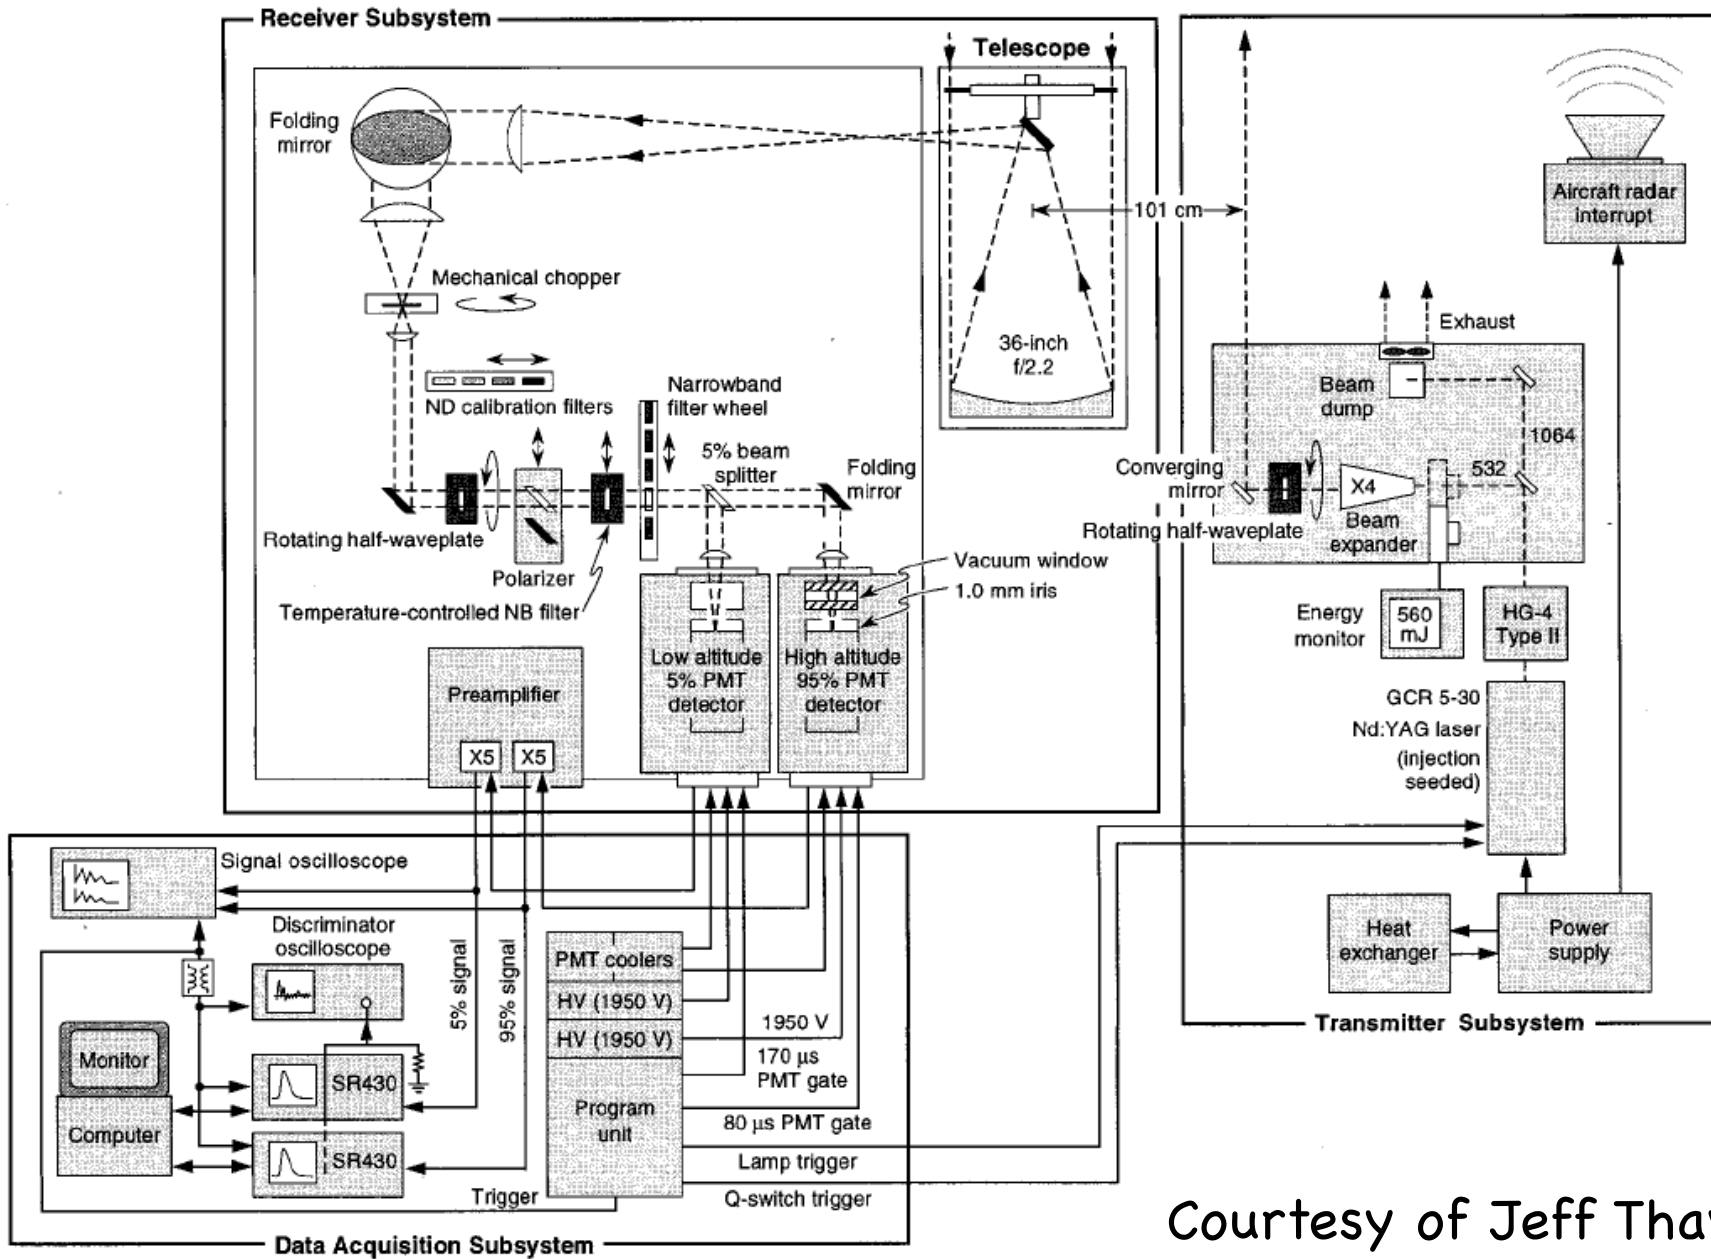 Receiver Subsystem
Telescope
Folding
mirror
101 cm
Aircraft radar
interrupt
Mechanical chopper
Exhaust
36-inch
f/2.2
ND calibration filters
Narrowband
filter wheel
Beam
dump
1064
5% beam
splitter
Folding
mirror
Converging
mirror
532
X4
Rotating half-waveplate
Beam
expander
Rotating half-waveplate
Polarizer
Temperature-controlled NB filter
Vacuum window
1.0 mm iris
Energy
monitor
560
mJ
HG-4
Type II
Low altitude
5% PMT
detector
High altitude
95% PMT
detector
Preamplifier
X5
X5
GCR 5-30
Nd:YAG laser
(injection
seeded)
Signal oscilloscope
Discriminator
oscilloscope
5% signal
95% signal
PMT coolers
HV (1950 V)
HV (1950 V)
Program
unit
1950 V
170 µs
PMT gate
80 µs PMT gate
Lamp trigger
Q-switch trigger
Heat
exchanger
Power
supply
Transmitter Subsystem
Monitor
Computer
SR430
SR430
Trigger
Data Acquisition Subsystem
Courtesy of Jeff Thay